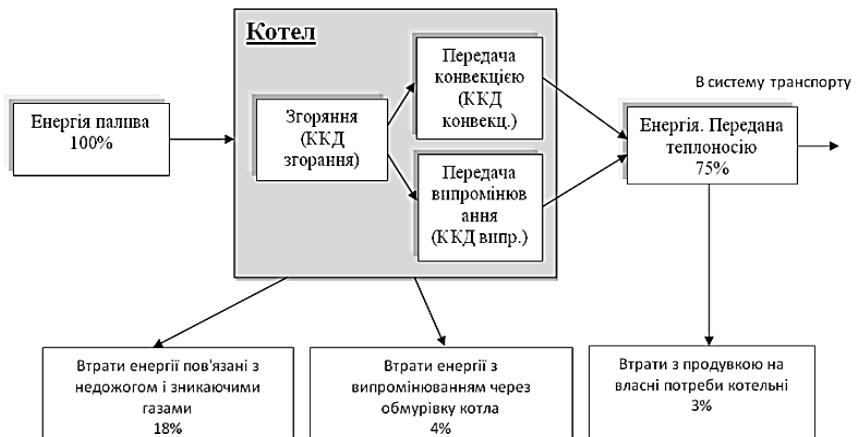 Котел
Передача
конвекцією
(ККД
конвекц.)
В систему транспорту
Енергія палива
100%
Згоряння
(ККД
згорання)
Енергія. Передана
теплоносію
75%
Передача
випромінюв
ання
(ККД випр.)
Втрати енергії пов'язані з
недожогом і зникаючими
газами
18%
Втрати енергії з
випромінюванням через
обмурівку котла
4%
Втрати з продувкою на
власні потреби котельні
3%